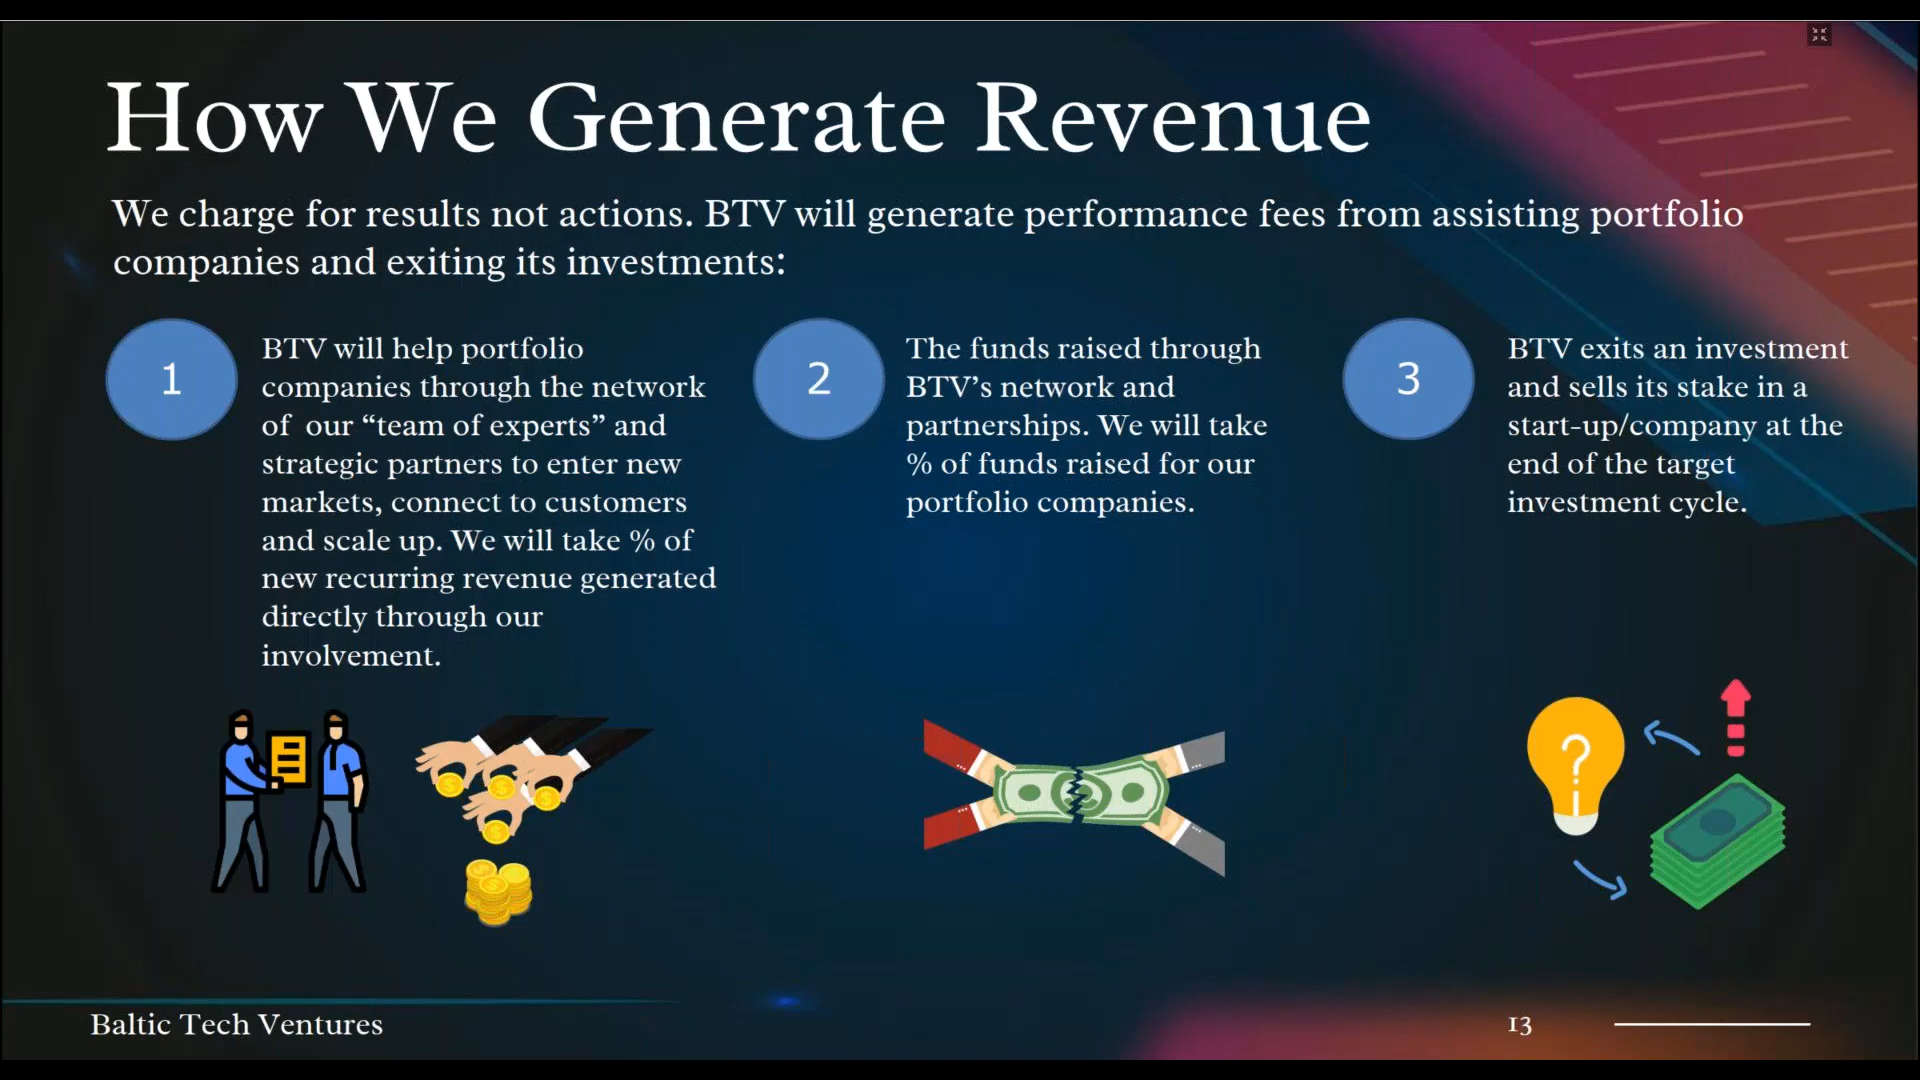 How We Generate Revenue
We charge for results not actions. BTV will generate performance fees from assisting portfolio
companies and exiting its investments:
1
BTV will help portfolio
companies through the network
of our “team of experts” and
strategic partners to enter new
markets, connect to customers
and scale up. We will take % of
new recurring revenue generated
directly through our
involvement.
2
The funds raised through
BTV’s network and
partnerships. We will take
% of funds raised for our
portfolio companies.
3
BTV exits an investment
and sells its stake in a
start-up/company at the
end of the target
investment cycle.
Baltic Tech Ventures
13